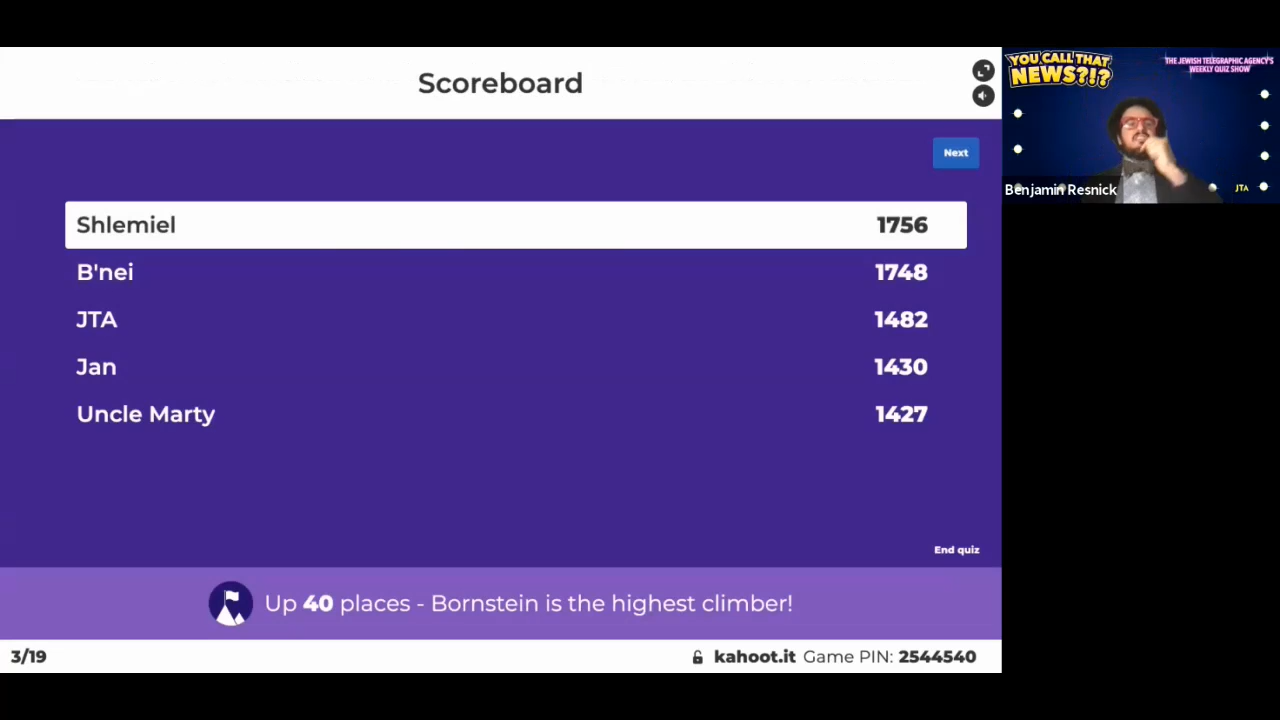 Scoreboard
Next
Shlemiel 1756
B'nei 1748
JTA 1482
Jan 1430
Uncle Marty 1427
End quiz
Up 40 places - Bornstein is the highest climber!
3/19
kahoot.it Game PIN: 2544540
YOU CALL THAT
NEWS?!?
THE JEWISH TELEGRAPHIC AGENCY'S
WEEKLY QUIZ SHOW
Benjamin Resnick
JTA